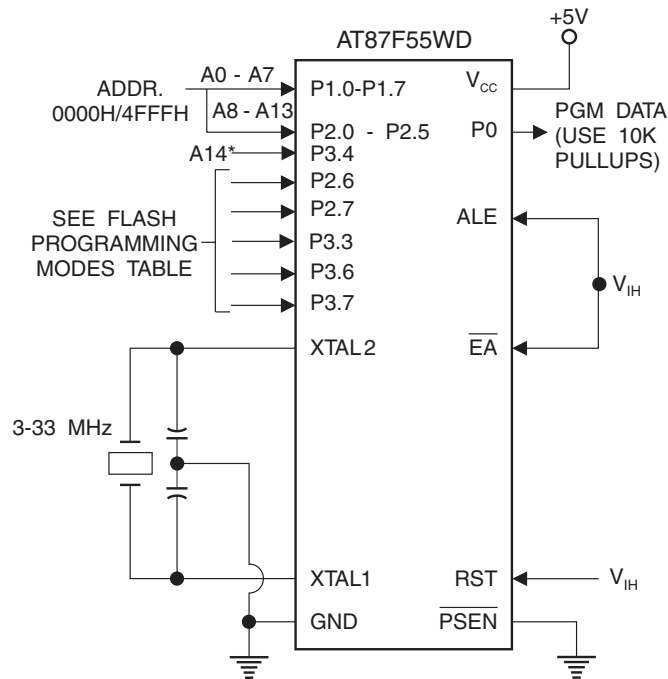 +5V
AT87F55WD
ADDR.
0000H/4FFFH
A0 - A7
P1.0-P1.7
VCC
A8 - A13
P2.0 - P2.5
P0
PGM DATA
(USE 10K
PULLUPS)
A14*
P3.4
P2.6
P2.7
ALE
SEE FLASH
PROGRAMMING
MODES TABLE
P3.3
P3.6
P3.7
VIH
XTAL2
EA
3-33 MHz
XTAL1
RST
VIH
GND
PSEN